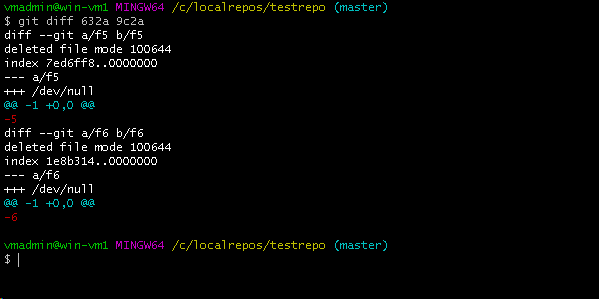 vmadmin@win-vm1 MINGW64 /c/localrepos/testrepo (master)
$ git diff 632a 9c2a
diff --git a/f5 b/f5
deleted file mode 100644
index 7ed6ff8..0000000
--- a/f5
+++ /dev/null
@@ -1 +0,0 @@
-5
diff --git a/f6 b/f6
deleted file mode 100644
index 1e8b314..0000000
--- a/f6
+++ /dev/null
@@ -1 +0,0 @@
-6
vmadmin@win-vm1 MINGW64 /c/localrepos/testrepo (master)
$